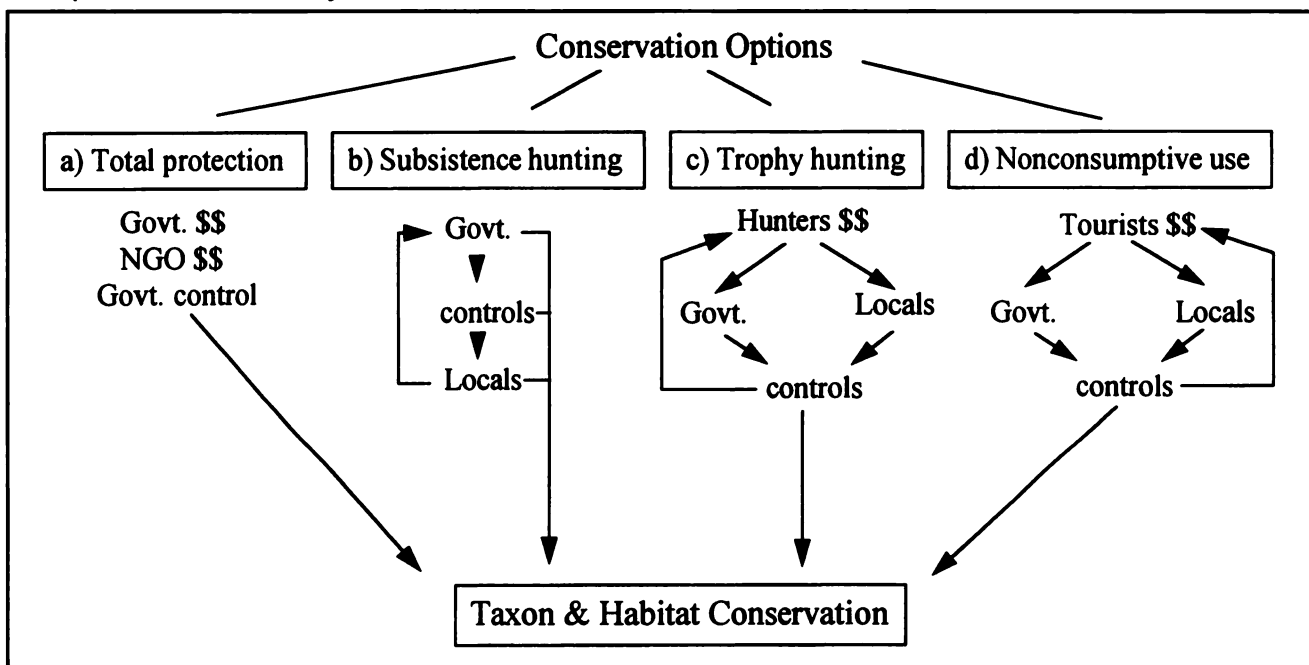 Conservation Options
a) Total protection
b) Subsistence hunting
c) Trophy hunting
d) Nonconsumptive use
Govt. $$
NGO $$
Govt. control
Govt.
controls
Locals
Hunters $$
Govt.
Locals
controls
Tourists $$
Govt.
Locals
controls
Taxon & Habitat Conservation